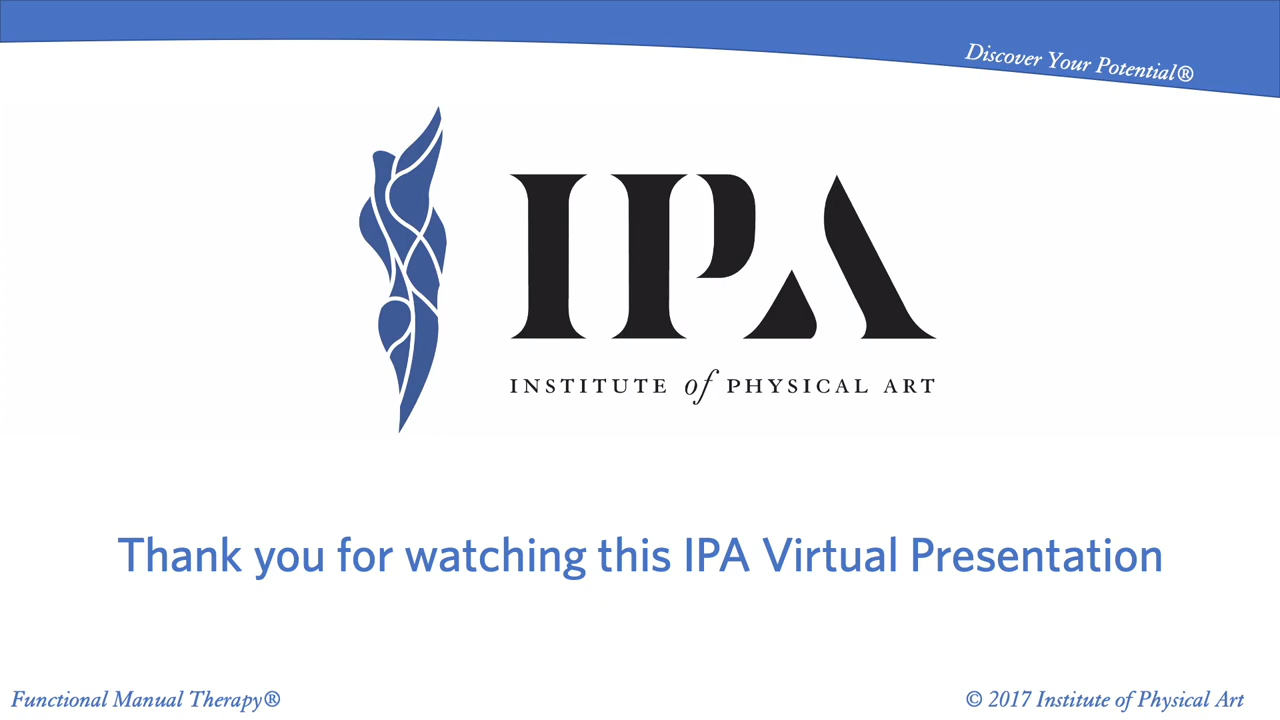 Discover Your Potential®
IPA
INSTITUTE of PHYSICAL ART
Thank you for watching this IPA Virtual Presentation
Functional Manual Therapy®
© 2017 Institute of Physical Art